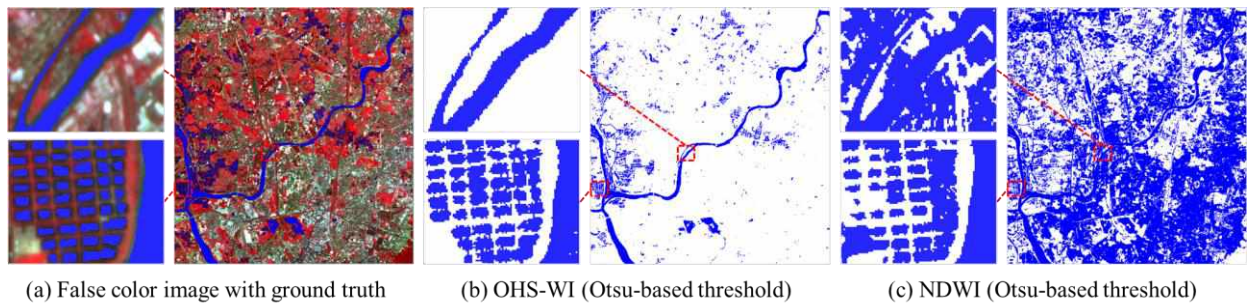 (a) False color image with ground truth
(b) OHS-WI (Otsu-based threshold)
(c) NDWI (Otsu-based threshold)